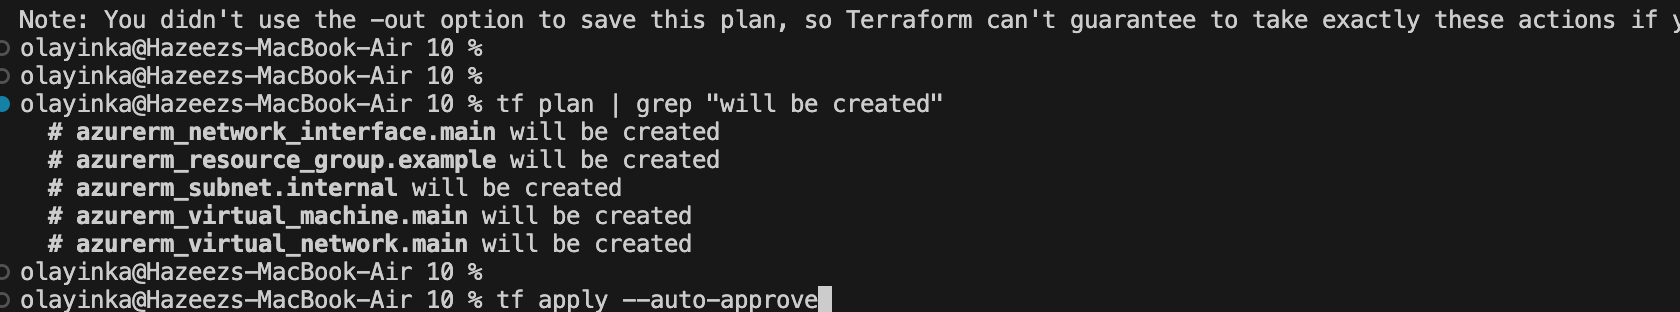 Note: You didn't use the -out option to save this plan, so Terraform can't guarantee to take exactly these actions if
olayinka@Hazeezs-MacBook-Air 10 %
olayinka@Hazeezs-MacBook-Air 10 %
olayinka@Hazeezs-MacBook-Air 10 % tf plan | grep "will be created"
# azurerm_network_interface.main will be created
# azurerm_resource_group.example will be created
# azurerm_subnet.internal will be created
# azurerm_virtual_machine.main will be created
# azurerm_virtual_network.main will be created
olayinka@Hazeezs-MacBook-Air 10 %
olayinka@Hazeezs-MacBook-Air 10 % tf apply --auto-approve